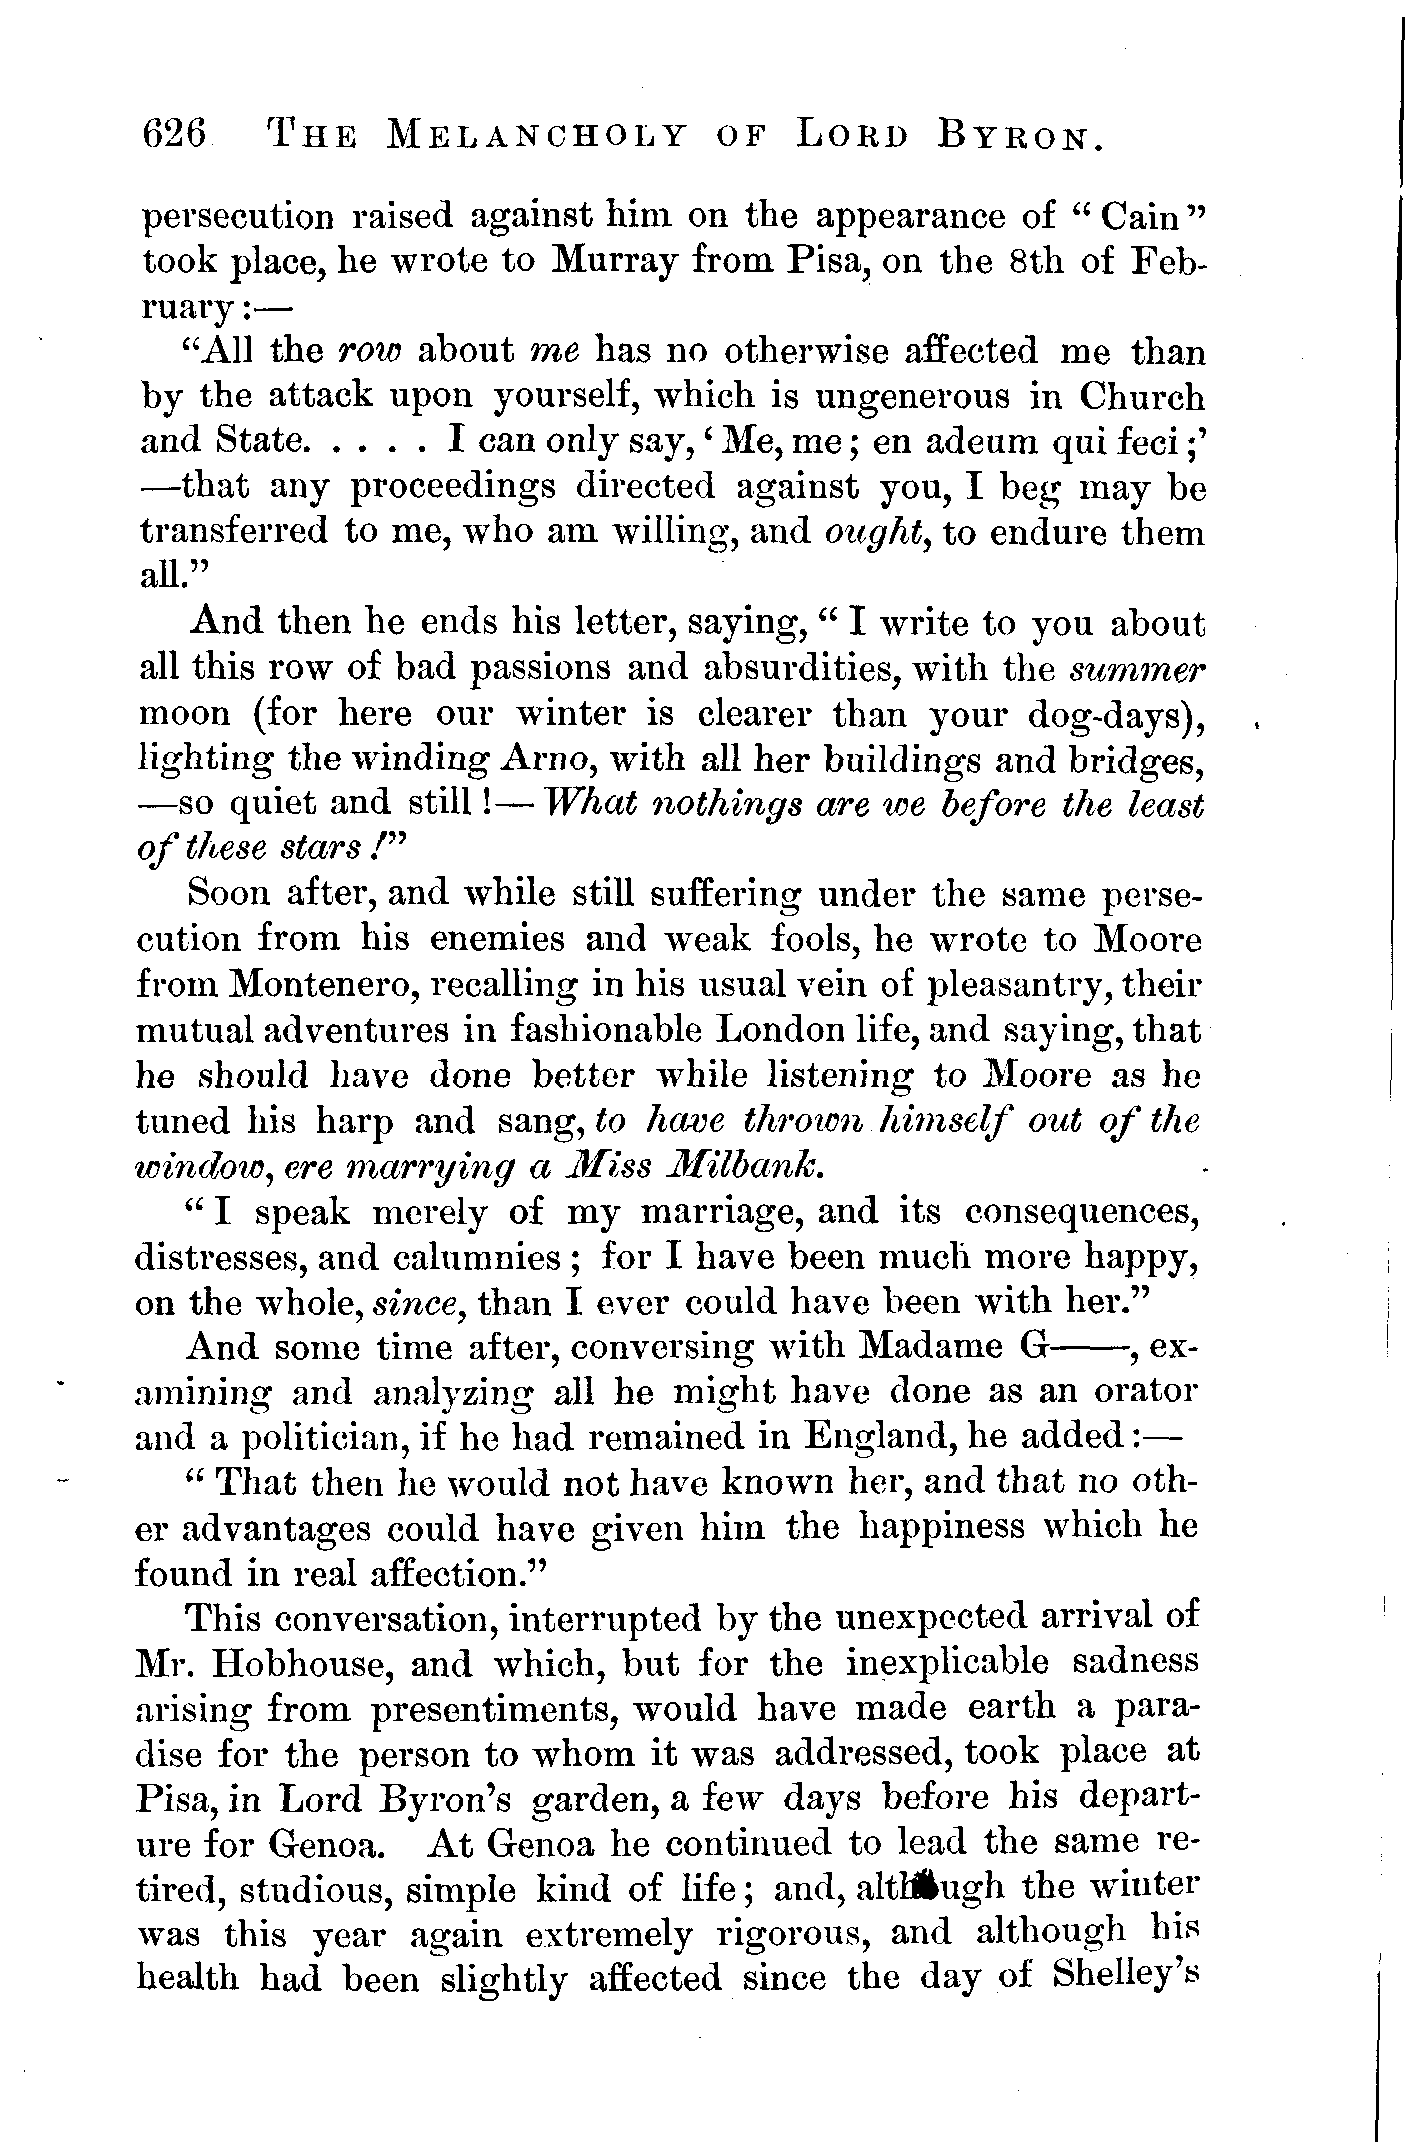 626 THE MELANCHOLY OF LORD BYRON.
persecution raised against him on the appearance of “Cain”
took place, he wrote to Murray from Pisa, on the 8th of Feb-
ruary:—
“All the row about me has no otherwise affected me than
by the attack upon yourself, which is ungenerous in Church
and State. . . . . I can only say, ‘Me, me; en adeum qui feci;’
—that any proceedings directed against you, I beg may be
transferred to me, who am willing, and ought, to endure them
all.”
And then he ends his letter, saying, “I write to you about
all this row of bad passions and absurdities, with the summer
moon (for here our winter is clearer than your dog-days),
lighting the winding Arno, with all her buildings and bridges,
—so quiet and still!—What nothings are we before the least
of these stars!”
Soon after, and while still suffering under the same perse-
cution from his enemies and weak fools, he wrote to Moore
from Montenero, recalling in his usual vein of pleasantry, their
mutual adventures in fashionable London life, and saying, that
he should have done better while listening to Moore as he
tuned his harp and sang, to have thrown himself out of the
window, ere marrying a Miss Milbank.
“I speak merely of my marriage, and its consequences,
distresses, and calumnies; for I have been much more happy,
on the whole, since, than I ever could have been with her.”
And some time after, conversing with Madame G——, ex-
amining and analyzing all he might have done as an orator
and a politician, if he had remained in England, he added:—
“That then he would not have known her, and that no oth-
er advantages could have given him the happiness which he
found in real affection.”
This conversation, interrupted by the unexpected arrival of
Mr. Hobhouse, and which, but for the inexplicable sadness
arising from presentiments, would have made earth a para-
dise for the person to whom it was addressed, took place at
Pisa, in Lord Byron’s garden, a few days before his depart-
ure for Genoa. At Genoa he continued to lead the same re-
tired, studious, simple kind of life; and, although the winter
was this year again extremely rigorous, and although his
health had been slightly affected since the day of Shelley’s